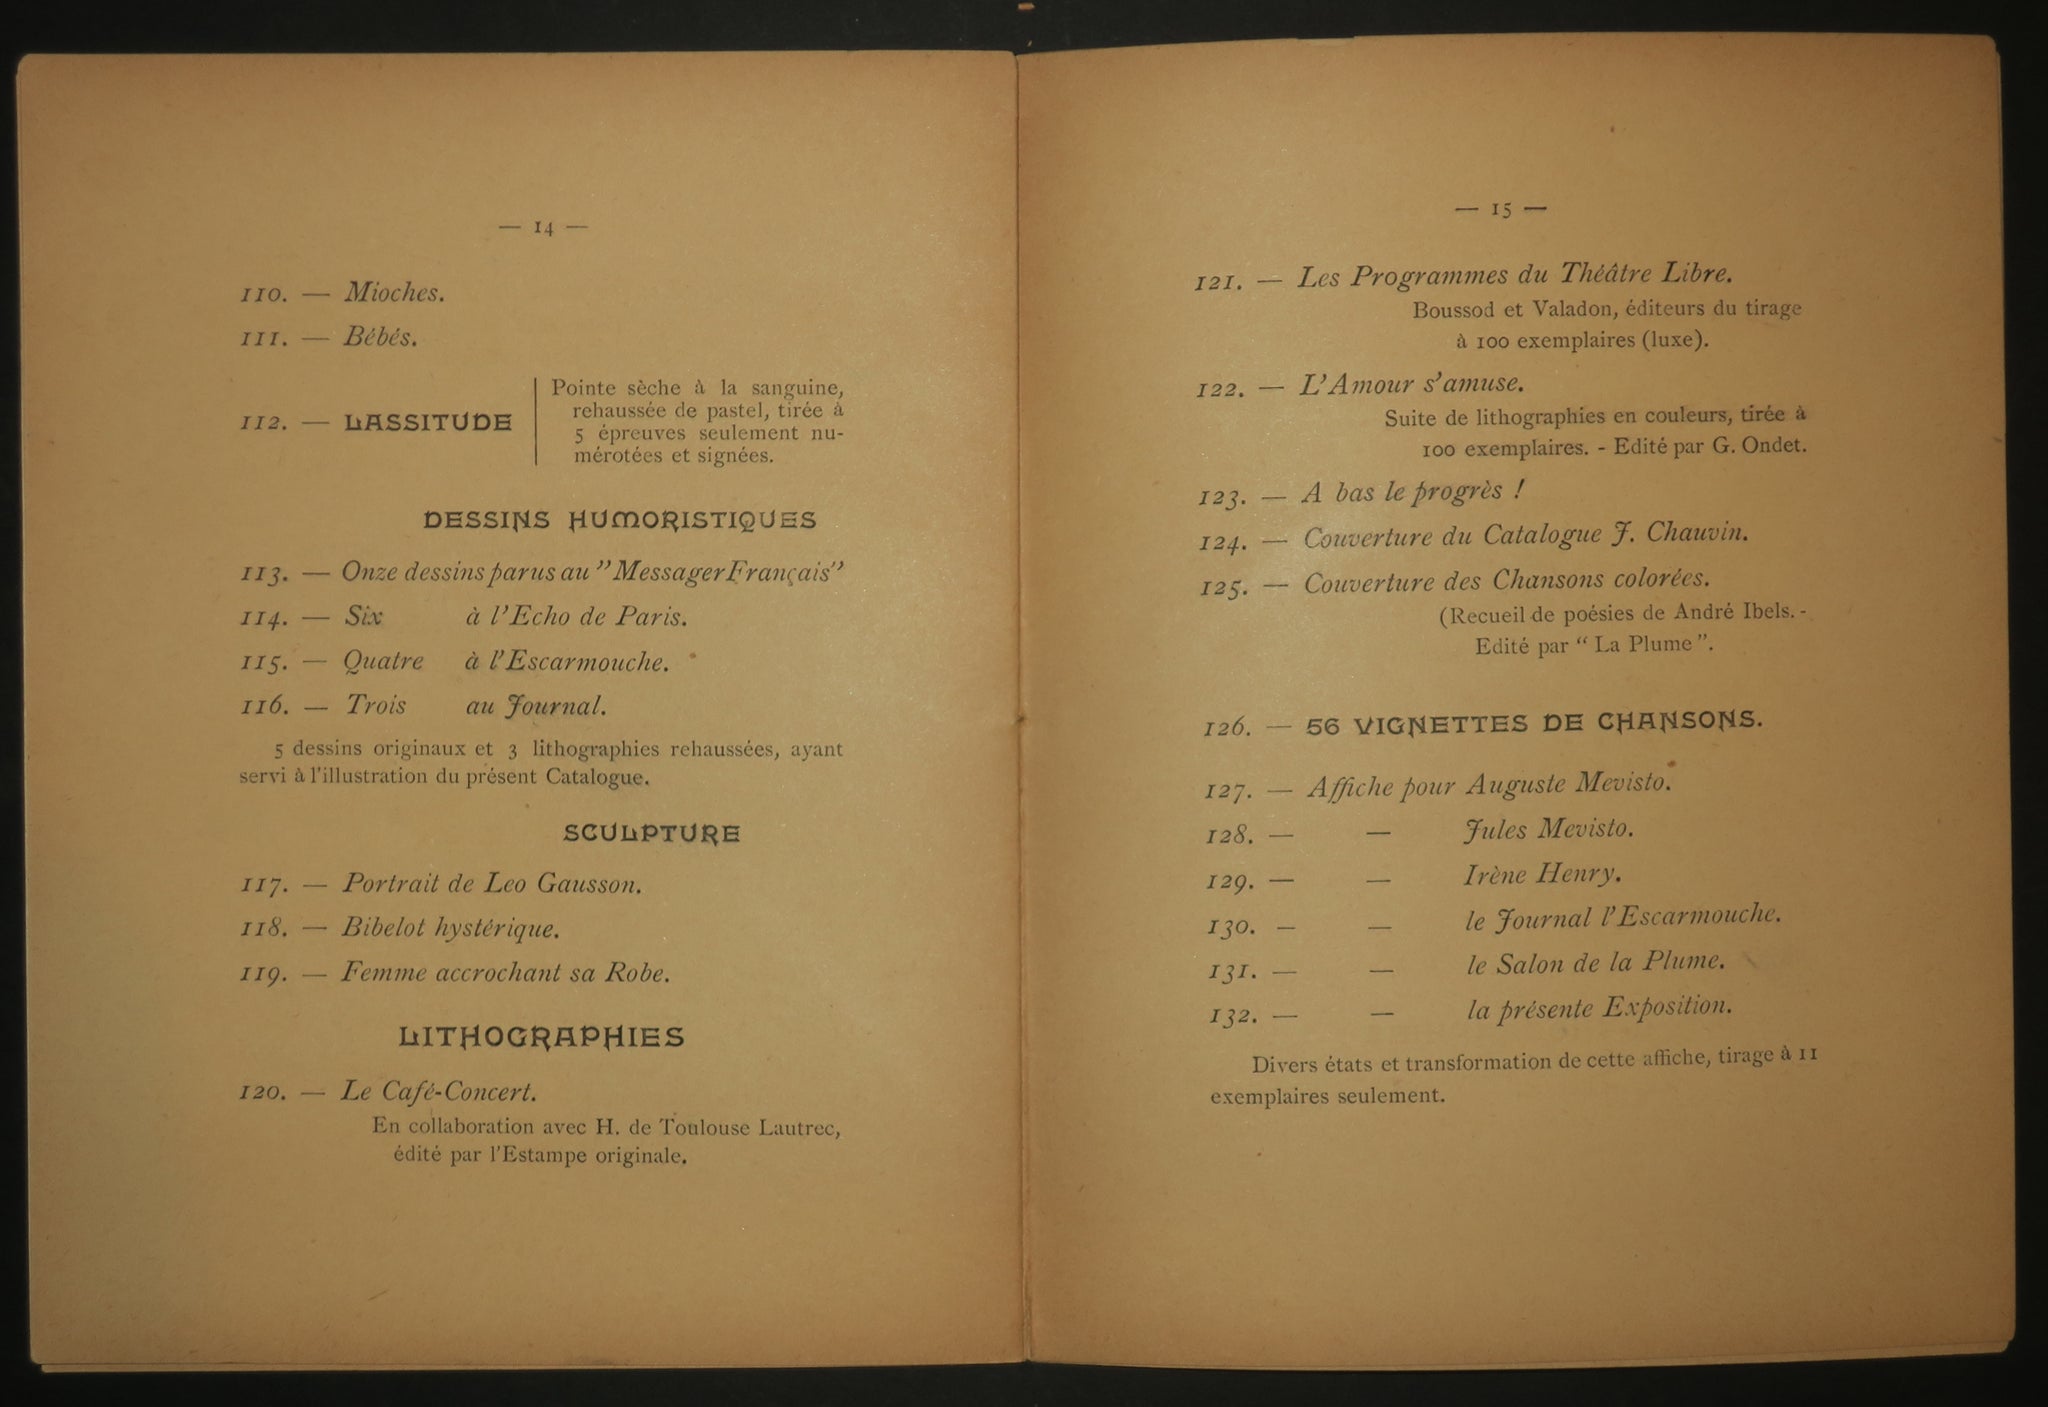 — 14 —
110. — Mioches.
111. — Bébés.
112. — LASSITUDE
Pointe sèche à la sanguine,
rehaussée de pastel, tirée à
5 épreuves seulement nu-
mérotées et signées.
DESSINS HUMORISTIQUES
113. — Onze dessins parus au ”Messager Français”
114. — Six à l’Echo de Paris.
115. — Quatre à l’Escarmouche.
116. — Trois au Journal.
5 dessins originaux et 3 lithographies rehaussées, ayant
servi à l’illustration du présent Catalogue.
SCULPTURE
117. — Portrait de Leo Gausson.
118. — Bibelot hystérique.
119. — Femme accrochant sa Robe.
LITHOGRAPHIES
120. — Le Café-Concert.
En collaboration avec H. de Toulouse Lautrec,
édité par l’Estampe originale.
— 15 —
121. — Les Programmes du Théâtre Libre.
Boussod et Valadon, éditeurs du tirage
à 100 exemplaires (luxe).
122. — L’Amour s’amuse.
Suite de lithographies en couleurs, tirée à
100 exemplaires. - Edité par G. Ondet.
123. — A bas le progrès !
124. — Couverture du Catalogue J. Chauvin.
125. — Couverture des Chansons colorées.
(Recueil de poésies de André Ibels. -
Edité par “ La Plume ”.
126. — 56 VIGNETTES DE CHANSONS.
127. — Affiche pour Auguste Mevisto.
128. — — Jules Mevisto.
129. — — Irène Henry.
130. — — le Journal l’Escarmouche.
131. — — le Salon de la Plume.
132. — — la présente Exposition.
Divers états et transformation de cette affiche, tirage à 11
exemplaires seulement.